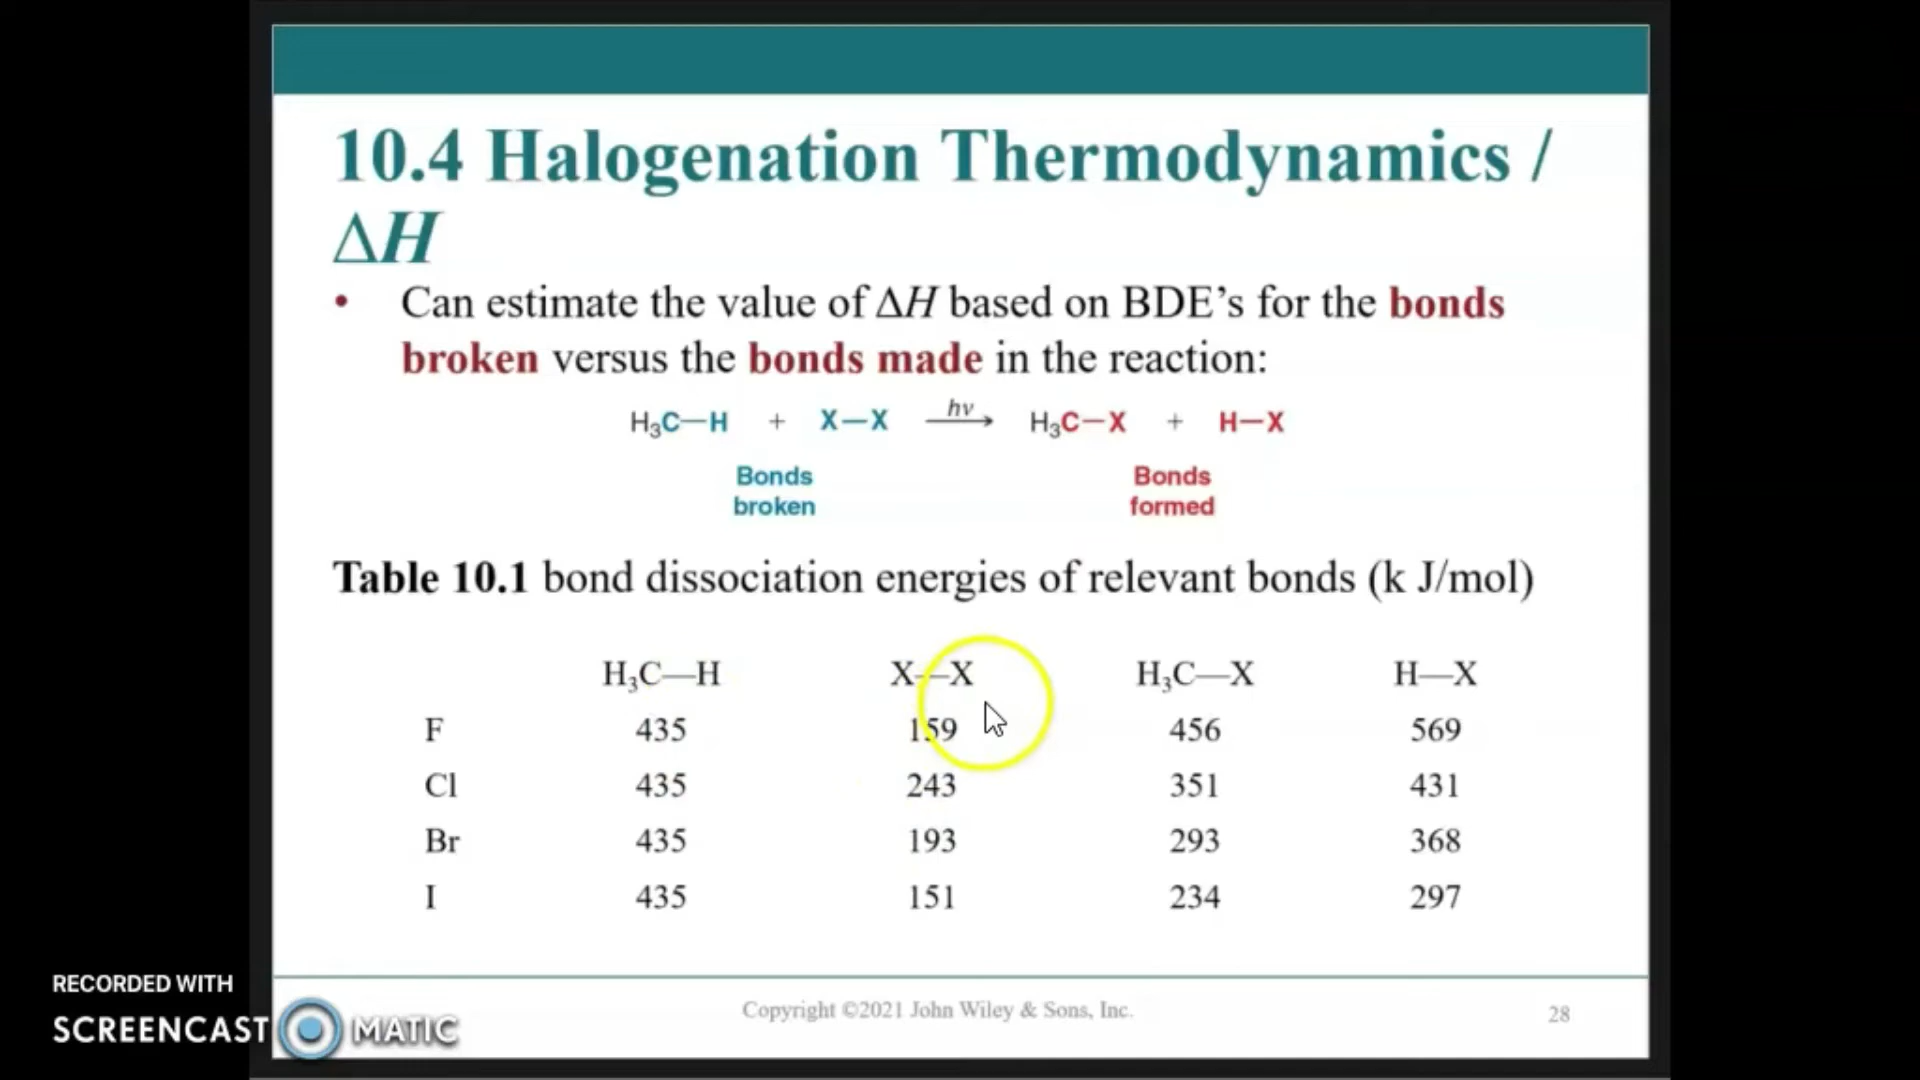 10.4 Halogenation Thermodynamics /
ΔH
• Can estimate the value of ΔH based on BDE’s for the bonds
broken versus the bonds made in the reaction:
H₃C—H + X—X hν H₃C—X + H—X
Bonds Bonds
broken formed
Table 10.1 bond dissociation energies of relevant bonds (k J/mol)
H₃C—H X—X H₃C—X H—X
F 435 159 456 569
Cl 435 243 351 431
Br 435 193 293 368
I 435 151 234 297
RECORDED WITH
SCREENCAST MATIC
Copyright ©2021 John Wiley & Sons, Inc. 28